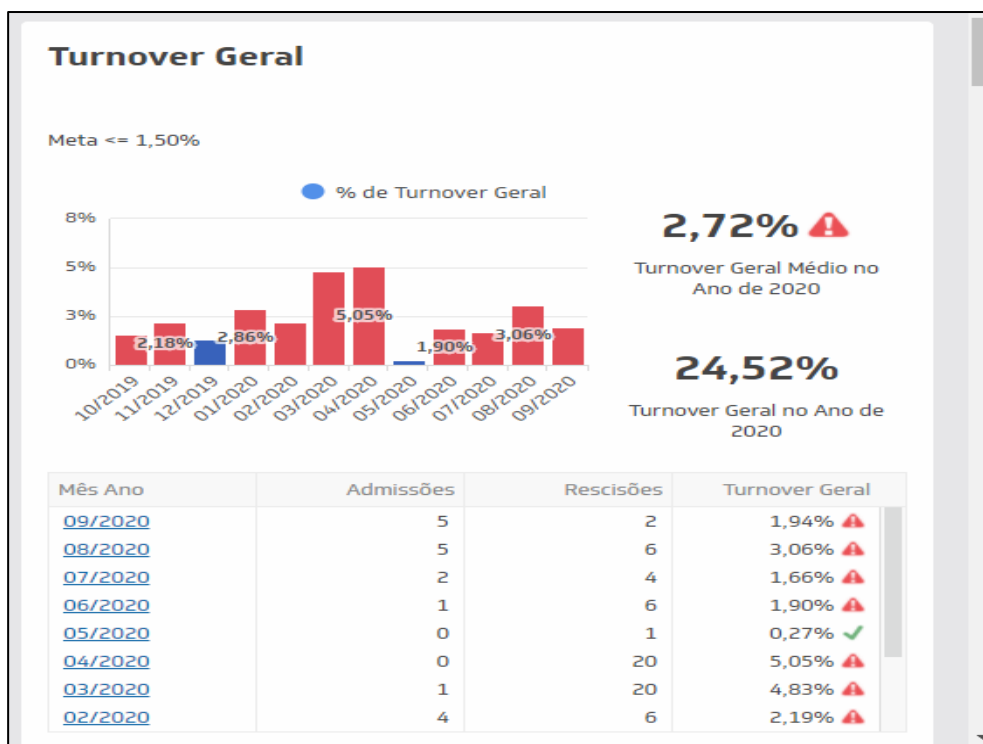 Turnover Geral
Meta <= 1,50%
% de Turnover Geral
8%
5%
3%
0%
2,18%
2,86%
5,05%
1,90%
3,06%
10/2019
11/2019
12/2019
01/2020
02/2020
03/2020
04/2020
05/2020
06/2020
07/2020
08/2020
09/2020
2,72%
Turnover Geral Médio no
Ano de 2020
24,52%
Turnover Geral no Ano de
2020
Mês Ano Admissões Rescisões Turnover Geral
09/2020 5 2 1,94%
08/2020 5 6 3,06%
07/2020 2 4 1,66%
06/2020 1 6 1,90%
05/2020 0 1 0,27%
04/2020 0 20 5,05%
03/2020 1 20 4,83%
02/2020 4 6 2,19%